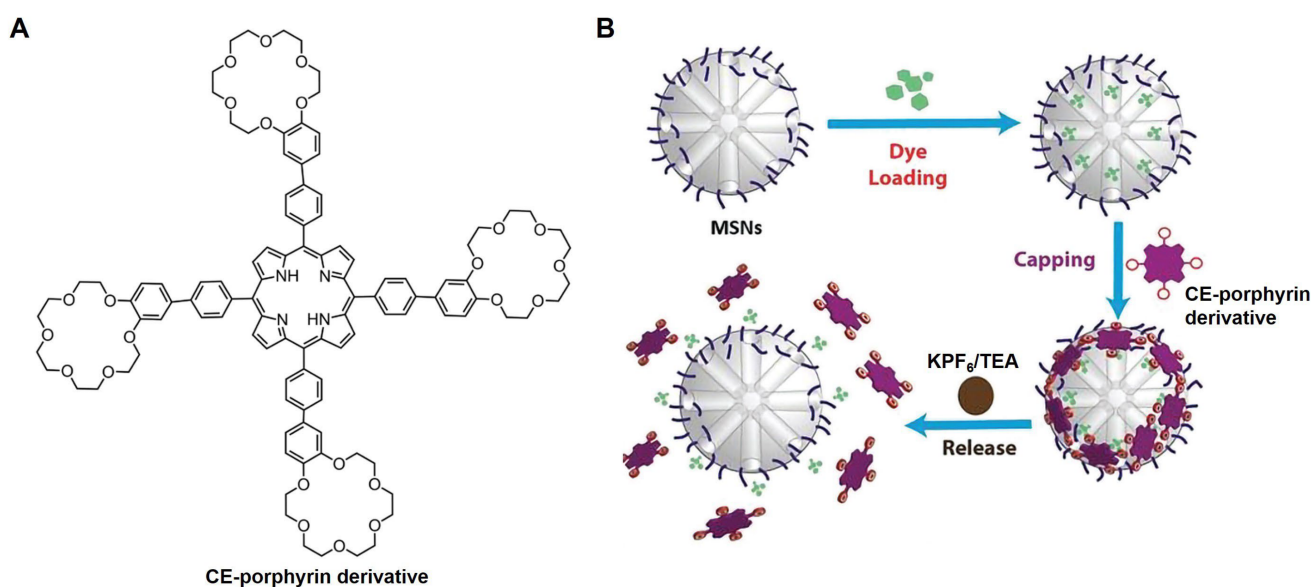 A
O
O O
O O
O O
O
O O
O O
O O
NH N
N HN
O
O O
O O
O O
O O
O O
O O
O
CE-porphyrin derivative
B
MSNs
Dye
Loading
Capping
CE-porphyrin
derivative
KPF₆/TEA
Release